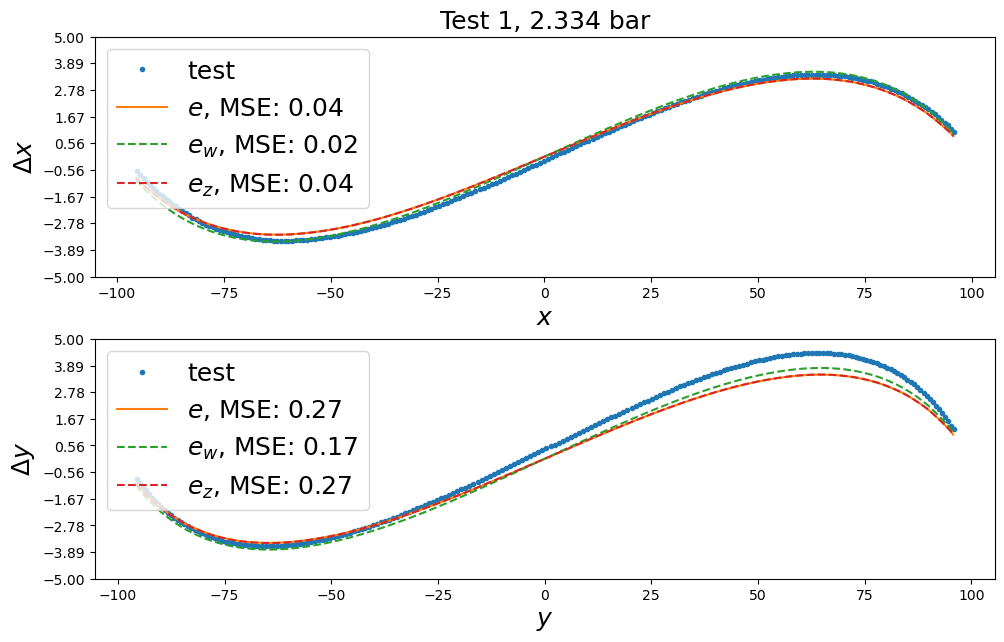 Test 1, 2.334 bar
5.00
3.89
2.78
1.67
0.56
−0.56
−1.67
−2.78
−3.89
−5.00
Δx
test
e, MSE: 0.04
e_w, MSE: 0.02
e_z, MSE: 0.04
−100 −75 −50 −25 0 25 50 75 100
x
5.00
3.89
2.78
1.67
0.56
−0.56
−1.67
−2.78
−3.89
−5.00
Δy
test
e, MSE: 0.27
e_w, MSE: 0.17
e_z, MSE: 0.27
−100 −75 −50 −25 0 25 50 75 100
y